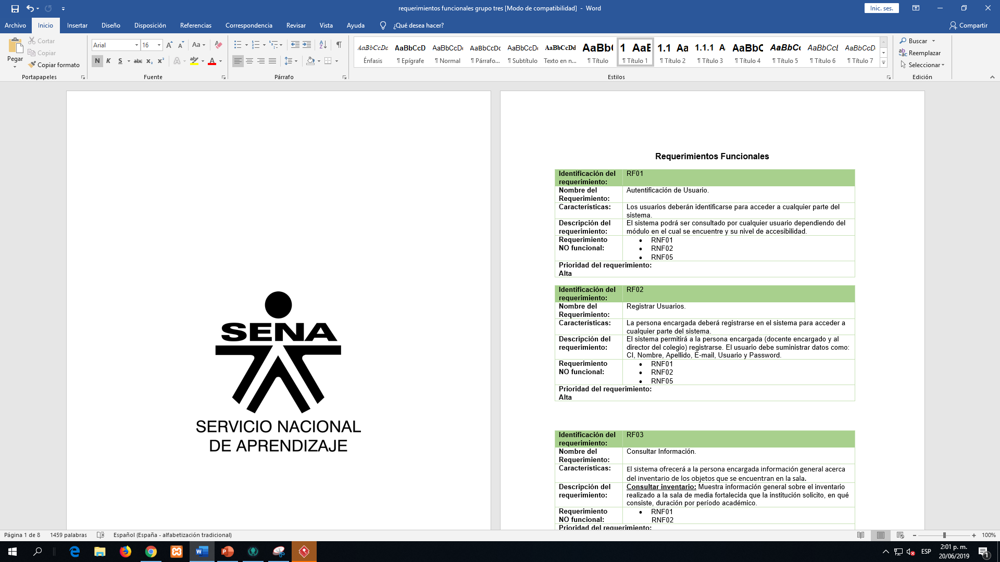 requerimientos funcionales grupo tres [Modo de compatibilidad] - Word
Inic. ses.
Archivo Inicio Insertar Diseño Disposición Referencias Correspondencia Revisar Vista Ayuda ¿Qué desea hacer? Compartir
Pegar
Cortar
Copiar
Copiar formato
Portapapeles
Arial 16
N K S abc x₂ x²
Fuente
Párrafo
AaBbCcDc AaBbCcD AaBbCcDc AaBbCcDc AaBbCcDc AaBbCcDd AaBb( 1 AaE 1.1 Aa 1.1.1 A AaBbC AaBbCc AaBbCcL AaBbCcD
Énfasis ¶ Epígrafe ¶ Normal ¶ Párrafo... ¶ Subtítulo Texto en n... ¶ Título ¶ Título 1 ¶ Título 2 ¶ Título 3 ¶ Título 4 ¶ Título 5 ¶ Título 6 ¶ Título 7
Estilos
Buscar
Reemplazar
Seleccionar
Edición
SENA
SERVICIO NACIONAL
DE APRENDIZAJE
Requerimientos Funcionales
Identificación del requerimiento: RF01
Nombre del Requerimiento: Autentificación de Usuario.
Características: Los usuarios deberán identificarse para acceder a cualquier parte del
sistema.
Descripción del requerimiento: El sistema podrá ser consultado por cualquier usuario dependiendo del
módulo en el cual se encuentre y su nivel de accesibilidad.
Requerimiento NO funcional:
• RNF01
• RNF02
• RNF05
Prioridad del requerimiento:
Alta
Identificación del requerimiento: RF02
Nombre del Requerimiento: Registrar Usuarios.
Características: La persona encargada deberá registrarse en el sistema para acceder a
cualquier parte del sistema.
Descripción del requerimiento: El sistema permitirá a la persona encargada (docente encargado y al
director del colegio) registrarse. El usuario debe suministrar datos como:
CI, Nombre, Apellido, E-mail, Usuario y Password.
Requerimiento NO funcional:
• RNF01
• RNF02
• RNF05
Prioridad del requerimiento:
Alta
Identificación del requerimiento: RF03
Nombre del Requerimiento: Consultar Información.
Características: El sistema ofrecerá a la persona encargada información general acerca
del inventario de los objetos que se encuentran en la sala.
Descripción del requerimiento: Consultar inventario: Muestra información general sobre el inventario
realizado a la sala de media fortalecida que la institución solicito, en qué
consiste, duración por período académico.
Requerimiento NO funcional:
• RNF01
RNF02
Prioridad del requerimiento:
Página 1 de 8 1459 palabras Español (España - alfabetización tradicional) 100%
ESP
2:01 p. m.
20/06/2019
1